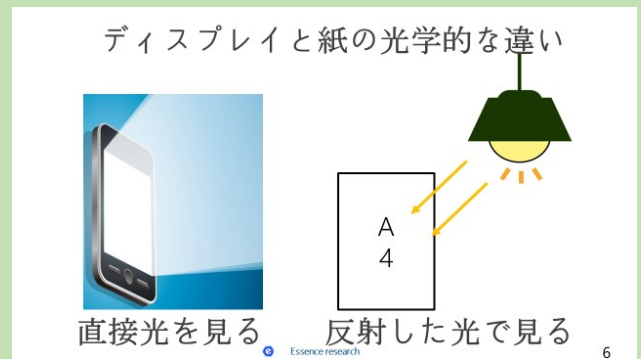 ディスプレイと紙の光学的な違い
A
4
直接光を見る
反射した光で見る
e Essence research
6